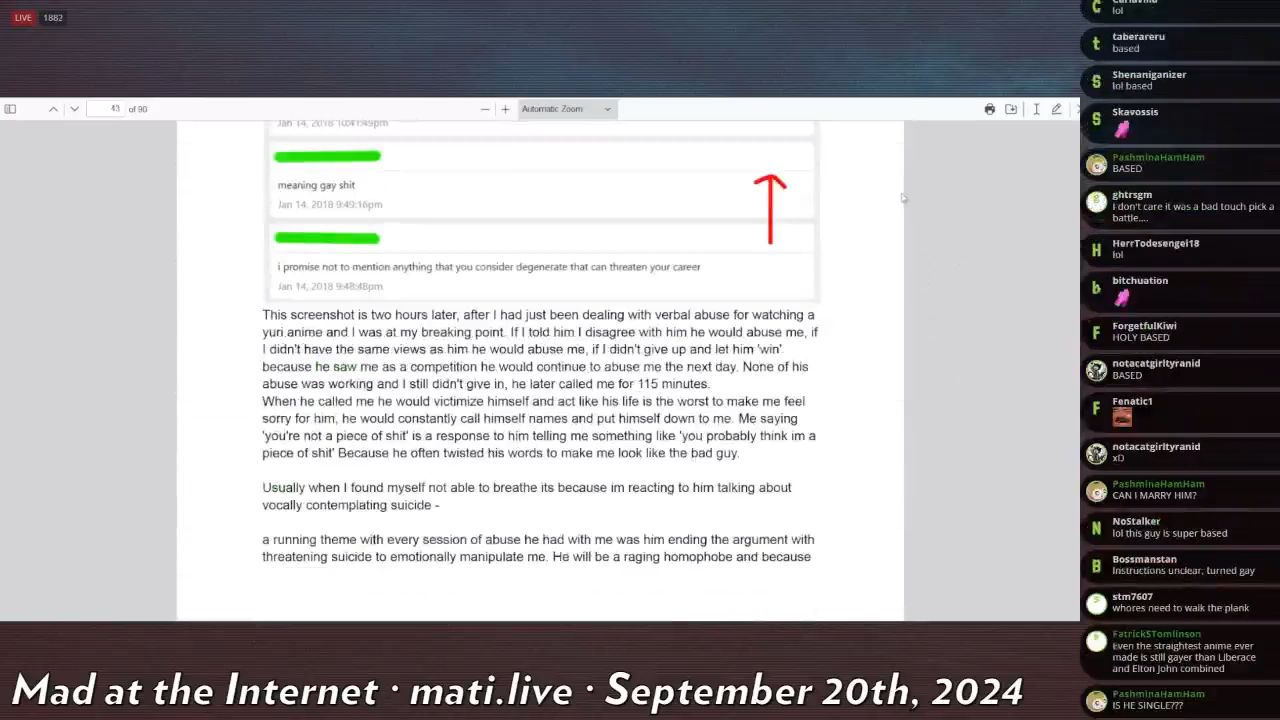 LIVE 1882
43 of 90
Automatic Zoom
Jan 14, 2018 10:41:49pm
meaning gay shit
Jan 14, 2018 9:49:16pm
i promise not to mention anything that you consider degenerate that can threaten your career
Jan 14, 2018 9:48:48pm
This screenshot is two hours later, after I had just been dealing with verbal abuse for watching a
yuri anime and I was at my breaking point. If I told him I disagree with him he would abuse me, if
I didn't have the same views as him he would abuse me, if I didn't give up and let him 'win'
because he saw me as a competition he would continue to abuse me the next day. None of his
abuse was working and I still didn't give in, he later called me for 115 minutes.
When he called me he would victimize himself and act like his life is the worst to make me feel
sorry for him, he would constantly call himself names and put himself down to me. Me saying
'you're not a piece of shit' is a response to him telling me something like 'you probably think im a
piece of shit' Because he often twisted his words to make me look like the bad guy.
Usually when I found myself not able to breathe its because im reacting to him talking about
vocally contemplating suicide -
a running theme with every session of abuse he had with me was him ending the argument with
threatening suicide to emotionally manipulate me. He will be a raging homophobe and because
lol
taberareru
based
Shenaniganizer
lol based
Skavossis
PashminaHamHam
BASED
ghtrsgm
I don't care it was a bad touch pick a
battle....
HerrTodesengel18
lol
bitchuation
ForgetfulKiwi
HOLY BASED
notacatgirltyranid
BASED
Fenatic1
notacatgirltyranid
xD
PashminaHamHam
CAN I MARRY HIM?
NoStalker
lol this guy is super based
Bossmanstan
Instructions unclear; turned gay
stm7607
whores need to walk the plank
FatrickSTomlinson
Even the straightest anime ever
made is still gayer than Liberace
and Elton John combined
PashminaHamHam
IS HE SINGLE???
Mad at the Internet · mati.live · September 20th, 2024